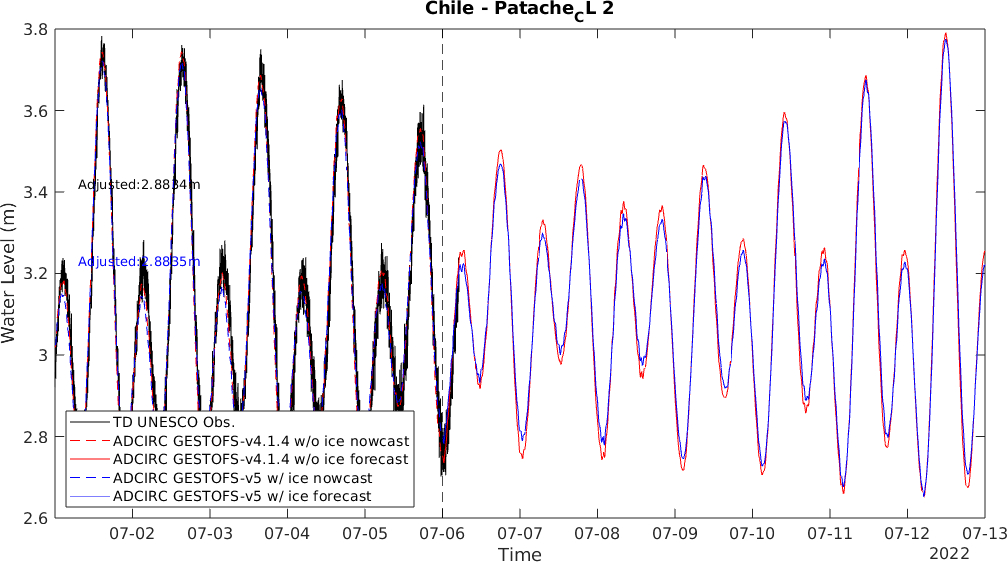 Chile - Patache_CL 2
3.8
3.6
3.4
3.2
3
2.8
2.6
Water Level (m)
Adjusted:2.8834m
Adjusted:2.8835m
TD UNESCO Obs.
ADCIRC GESTOFS-v4.1.4 w/o ice nowcast
ADCIRC GESTOFS-v4.1.4 w/o ice forecast
ADCIRC GESTOFS-v5 w/ ice nowcast
ADCIRC GESTOFS-v5 w/ ice forecast
07-02 07-03 07-04 07-05 07-06 07-07 07-08 07-09 07-10 07-11 07-12 07-13
Time
2022